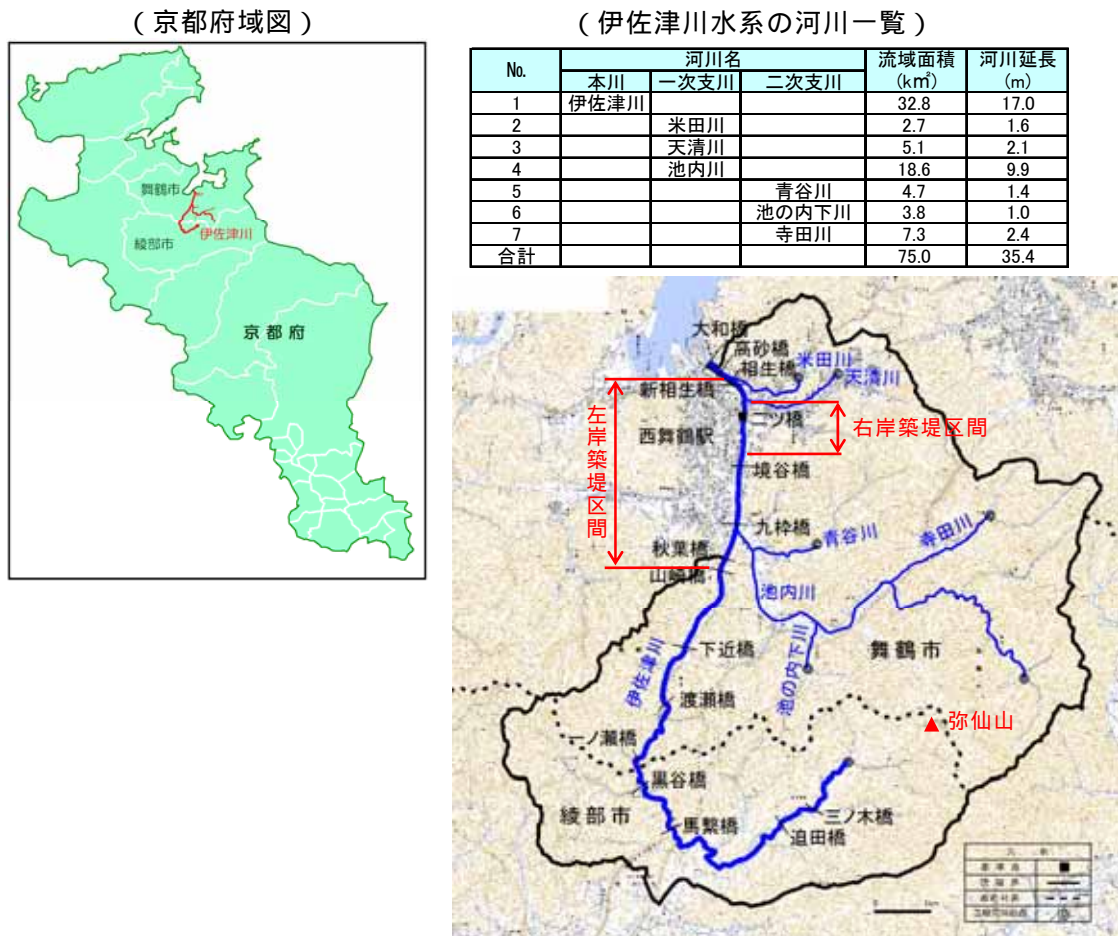 (京都府域図)
舞鶴市
伊佐津川
綾部市
京都府
(伊佐津川水系の河川一覧)
No. 河川名 流域面積 (k㎡) 河川延長 (m)
本川 一次支川 二次支川
1 伊佐津川 32.8 17.0
2 米田川 2.7 1.6
3 天清川 5.1 2.1
4 池内川 18.6 9.9
5 青谷川 4.7 1.4
6 池の内下川 3.8 1.0
7 寺田川 7.3 2.4
合計 75.0 35.4
大和橋
高砂橋
米田川
相生橋
天清川
新相生橋
二ツ橋
右岸築堤区間
西舞鶴駅
左岸築堤区間
境谷橋
九枠橋
青谷川
寺田川
秋葉橋
山崎橋
池内川
下近橋
舞鶴市
伊佐津川
池の内下川
渡瀬橋
弥仙山
一ノ瀬橋
黒谷橋
綾部市
馬繋橋
三ノ木橋
迫田橋